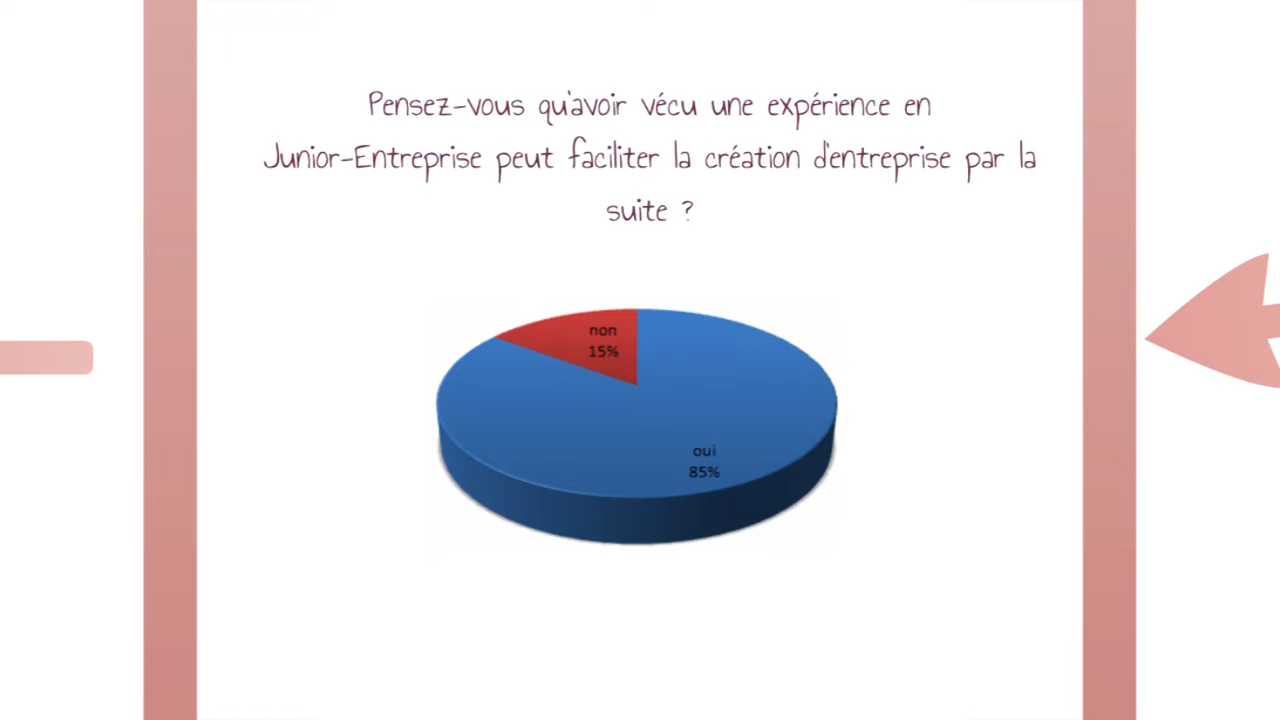 Pensez-vous qu'avoir vécu une expérience en
Junior-Entreprise peut faciliter la création d'entreprise par la
suite ?
non
15%
oui
85%